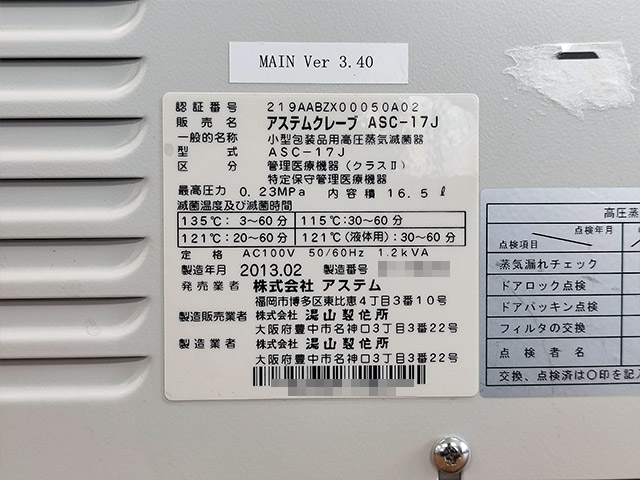 MAIN Ver 3.40
認証番号 219AABZX00050A02
販売名 アステムクレーブ ASC-17J
一般的名称 小型包装品用高圧蒸気滅菌器
型式 ASC-17J
区分 管理医療機器（クラスⅡ）
特定保守管理医療機器
最高圧力 0.23MPa 内容積 16.5ℓ
滅菌温度及び滅菌時間
135℃: 3~60分 115℃:30~60分
121℃:20~60分 121℃(液体用):30~60分
定格 AC100V 50/60Hz 1.2kVA
製造年月 2013.02 製造番号
発売業者 株式会社 アステム
福岡市博多区東比恵4丁目3番10号
製造販売業者 株式会社 湯山製作所
大阪府豊中市名神口3丁目3番22号
製造業者 株式会社 湯山製作所
大阪府豊中市名神口3丁目3番22号
高圧蒸
点検年月
点検項目
蒸気漏れチェック
ドアロック点検
ドアパッキン点検
フィルタの交換
点検者名
交換、点検済は○印を記入